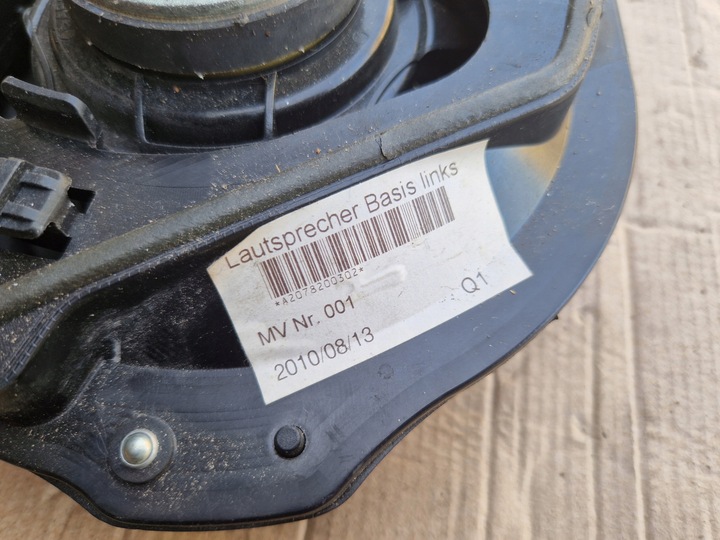 Lautsprecher Basis links
*A2078200302*
MV Nr. 001
Q1
2010/08/13